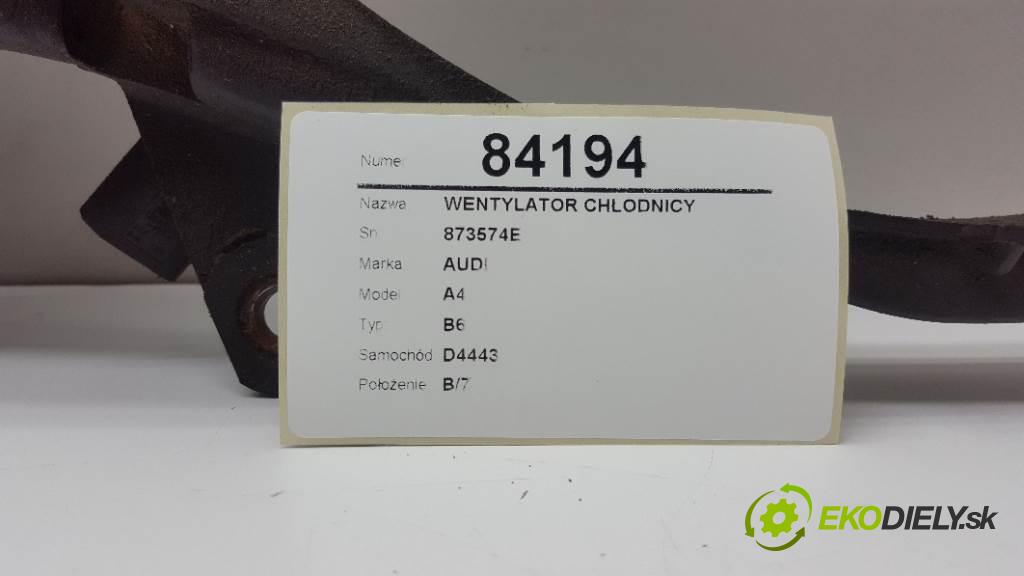 Numer 84194
Nazwa WENTYLATOR CHLODNICY
Sn 873574E
Marka AUDI
Model A4
Typ B6
Samochód D4443
Położenie B/7
EKODIELY.sk